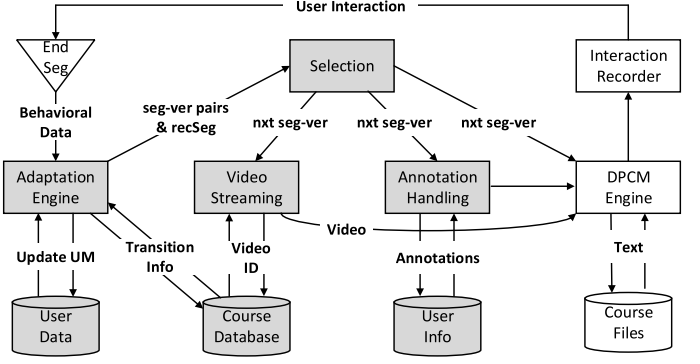 User Interaction
End
Seg
Selection
Interaction
Recorder
Behavioral
Data
seg-ver pairs
& recSeg
nxt seg-ver
nxt seg-ver
nxt seg-ver
Adaptation
Engine
Video
Streaming
Annotation
Handling
DPCM
Engine
Video
Update UM
Transition
Info
Video
ID
Annotations
Text
User
Data
Course
Database
User
Info
Course
Files